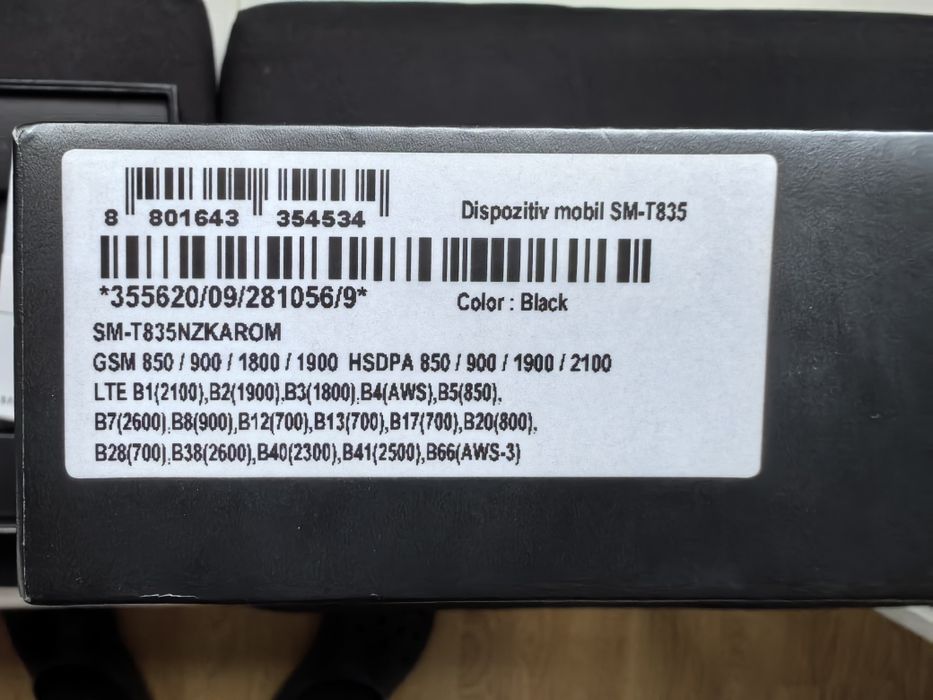 8 801643 354534
Dispozitiv mobil SM-T835
*355620/09/281056/9*
Color : Black
SM-T835NZKAROM
GSM 850 / 900 / 1800 / 1900 HSDPA 850 / 900 / 1900 / 2100
LTE B1(2100),B2(1900),B3(1800),B4(AWS),B5(850),
B7(2600),B8(900),B12(700),B13(700),B17(700),B20(800),
B28(700),B38(2600),B40(2300),B41(2500),B66(AWS-3)